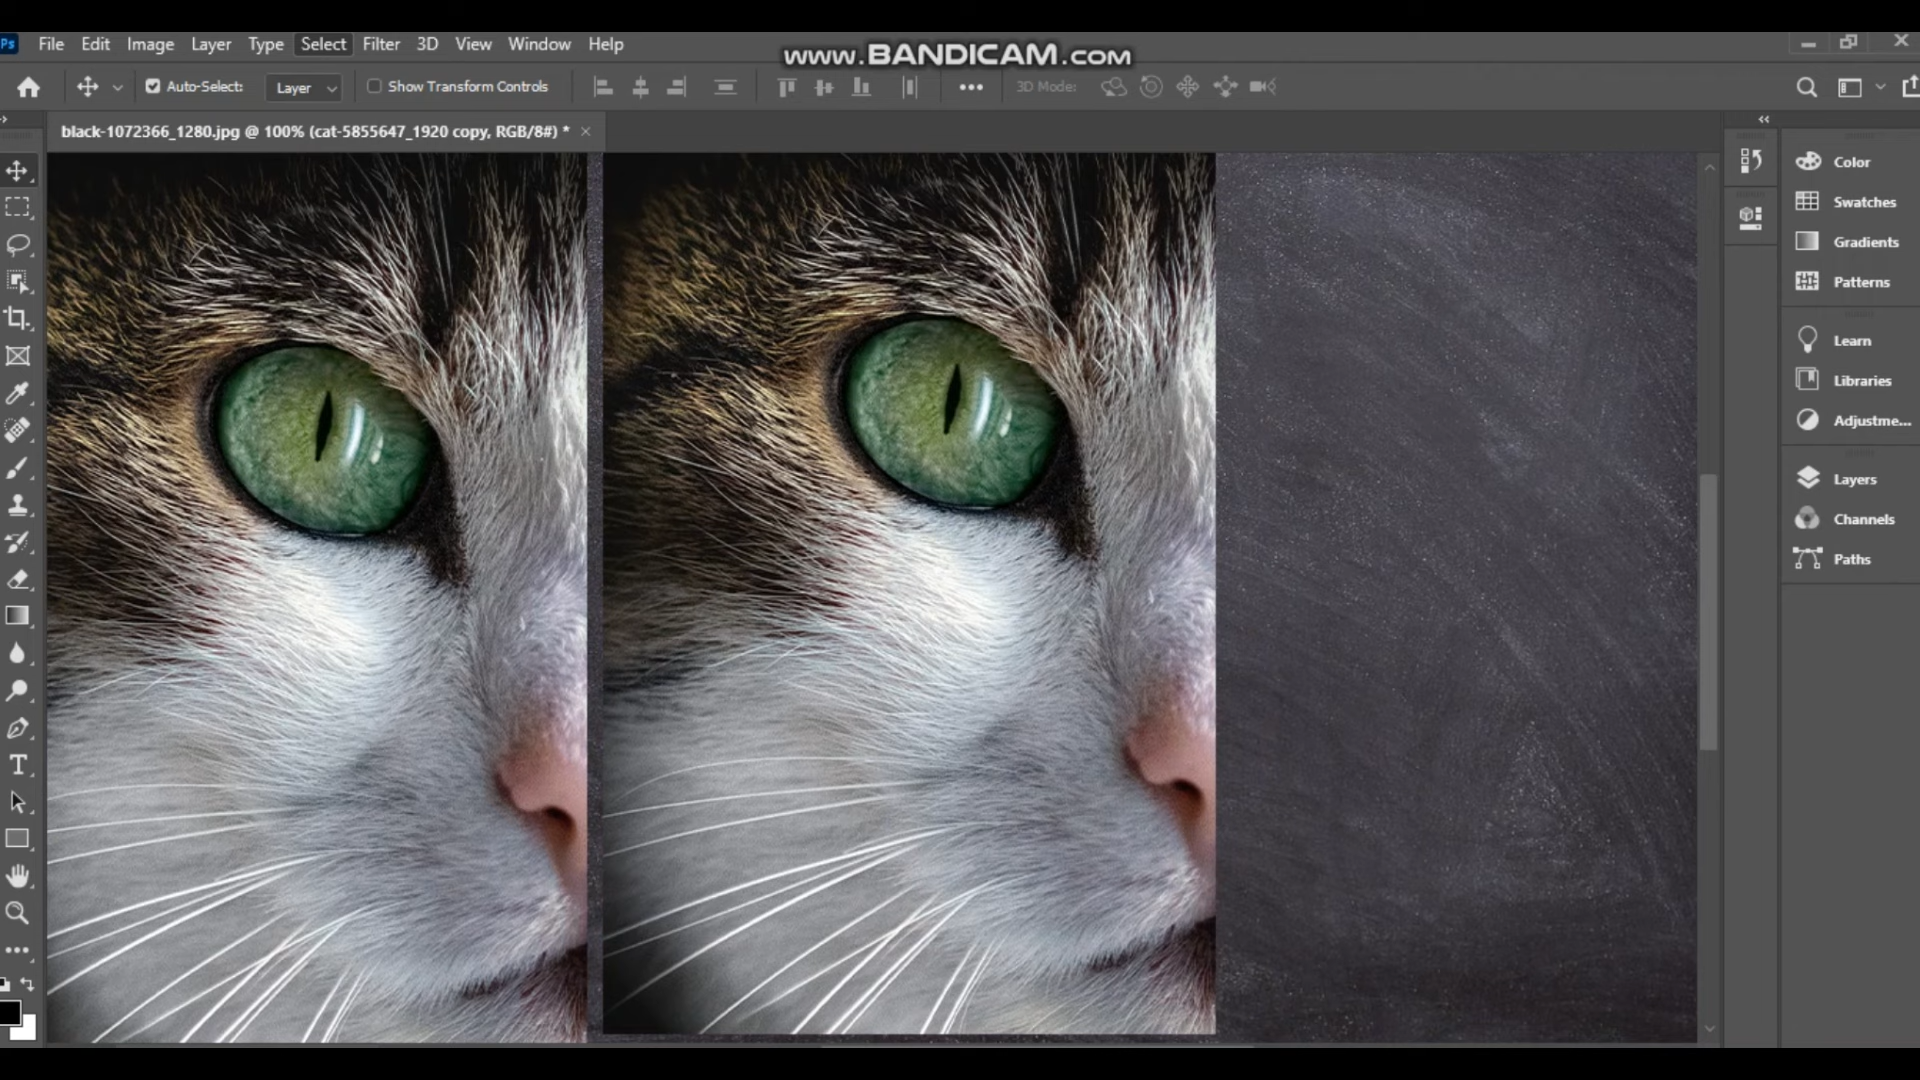 Ps File Edit Image Layer Type Select Filter 3D View Window Help
www.BANDICAM.com
Auto-Select: Layer Show Transform Controls 3D Mode:
black-1072366_1280.jpg @ 100% (cat-5855647_1920 copy, RGB/8#) *
Color
Swatches
Gradients
Patterns
Learn
Libraries
Adjustme...
Layers
Channels
Paths